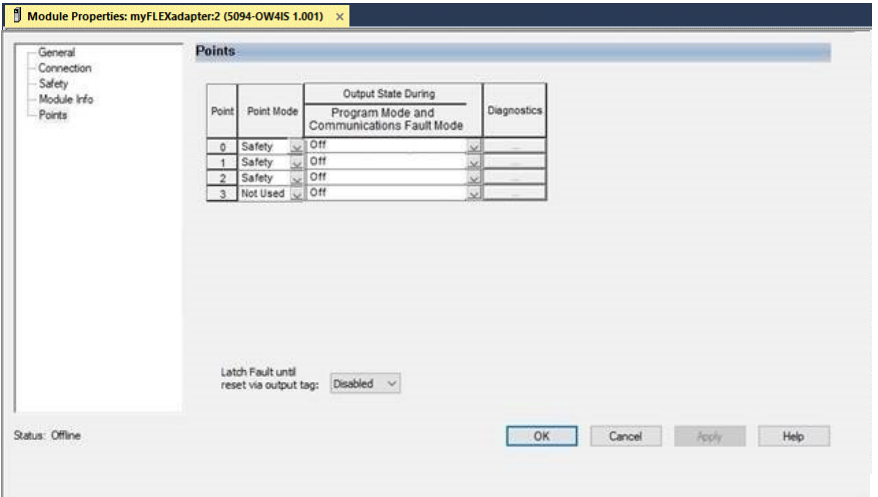 Module Properties: myFLEXadapter:2 (5094-OW4IS 1.001) ×
General
Connection
Safety
Module Info
Points
Points
Point Point Mode Output State During Diagnostics
Program Mode and
Communications Fault Mode
0 Safety Off ...
1 Safety Off ...
2 Safety Off ...
3 Not Used Off ...
Latch Fault until
reset via output tag: Disabled
Status: Offline
OK Cancel Apply Help